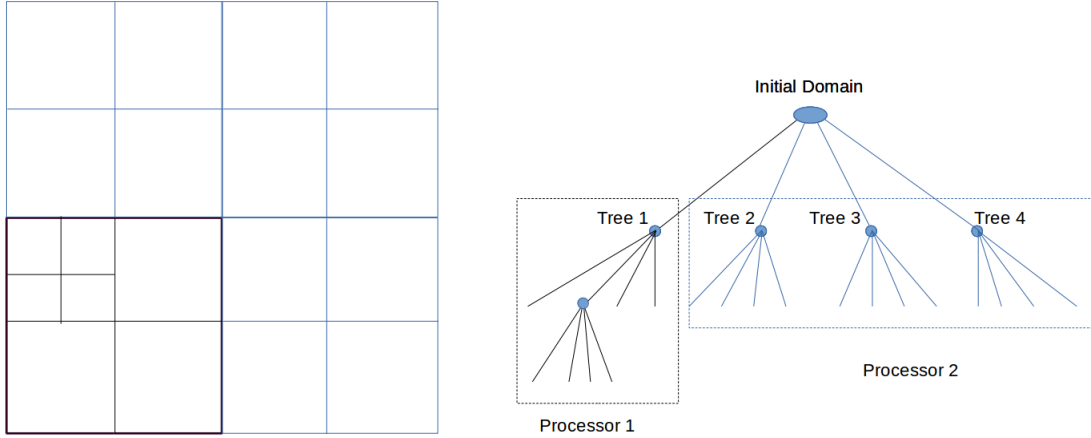 Initial Domain
Tree 1
Tree 2
Tree 3
Tree 4
Processor 2
Processor 1